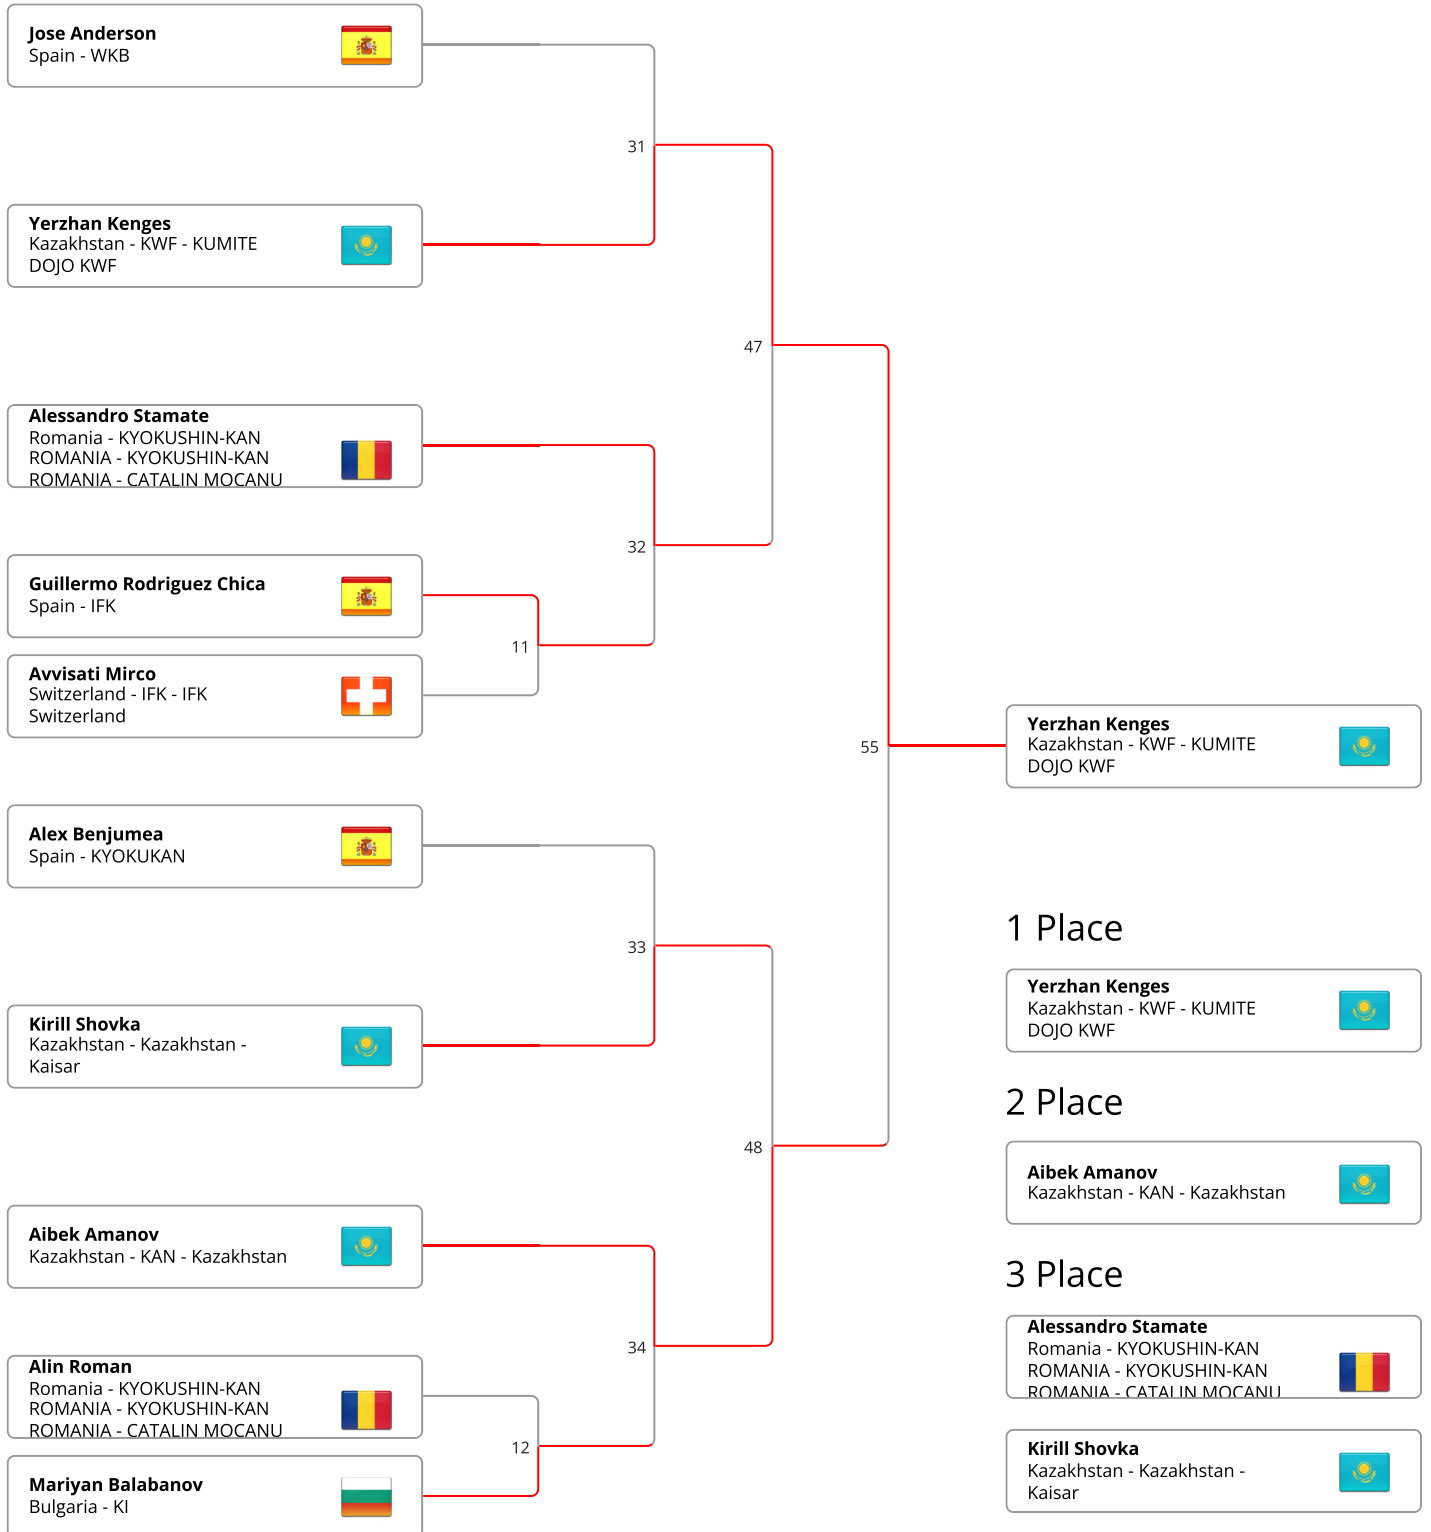 Jose Anderson
Spain - WKB
31
Yerzhan Kenges
Kazakhstan - KWF - KUMITE
DOJO KWF
47
Alessandro Stamate
Romania - KYOKUSHIN-KAN
ROMANIA - KYOKUSHIN-KAN
ROMANIA - CATALIN MOCANU
32
Guillermo Rodriguez Chica
Spain - IFK
11
Avvisati Mirco
Switzerland - IFK - IFK
Switzerland
55
Yerzhan Kenges
Kazakhstan - KWF - KUMITE
DOJO KWF
Alex Benjumea
Spain - KYOKUKAN
33
Kirill Shovka
Kazakhstan - Kazakhstan -
Kaisar
48
Aibek Amanov
Kazakhstan - KAN - Kazakhstan
34
Alin Roman
Romania - KYOKUSHIN-KAN
ROMANIA - KYOKUSHIN-KAN
ROMANIA - CATALIN MOCANU
12
Mariyan Balabanov
Bulgaria - KI
1 Place
Yerzhan Kenges
Kazakhstan - KWF - KUMITE
DOJO KWF
2 Place
Aibek Amanov
Kazakhstan - KAN - Kazakhstan
3 Place
Alessandro Stamate
Romania - KYOKUSHIN-KAN
ROMANIA - KYOKUSHIN-KAN
ROMANIA - CATALIN MOCANU
Kirill Shovka
Kazakhstan - Kazakhstan -
Kaisar